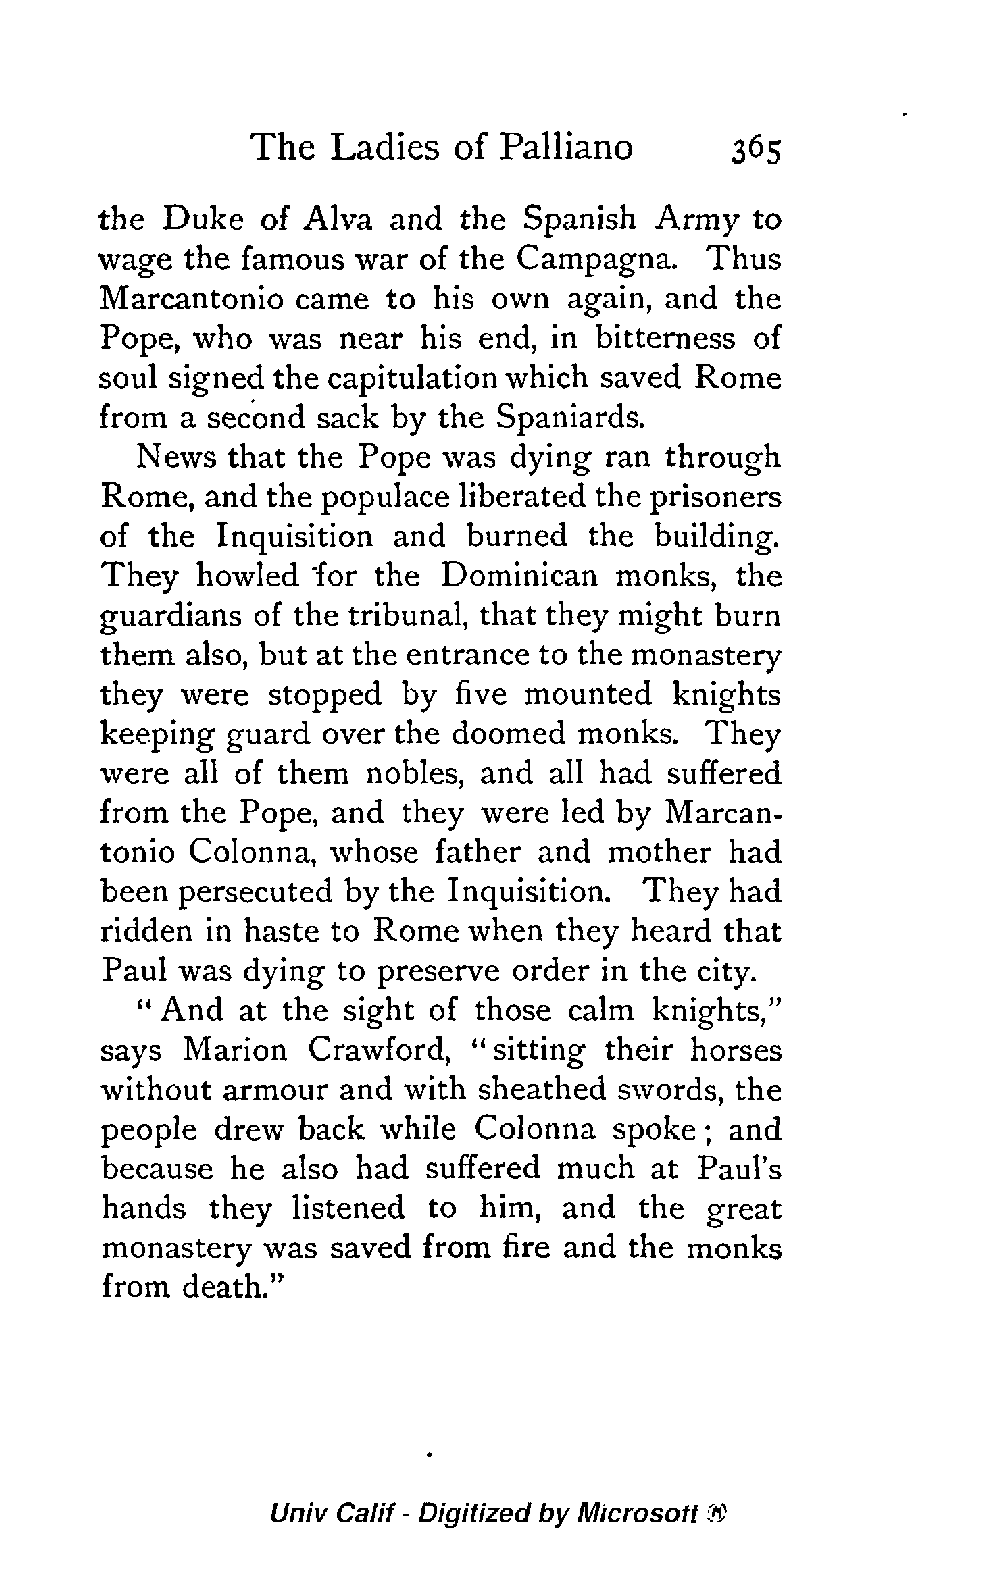 The Ladies of Palliano 365
the Duke of Alva and the Spanish Army to
wage the famous war of the Campagna. Thus
Marcantonio came to his own again, and the
Pope, who was near his end, in bitterness of
soul signed the capitulation which saved Rome
from a second sack by the Spaniards.
News that the Pope was dying ran through
Rome, and the populace liberated the prisoners
of the Inquisition and burned the building.
They howled for the Dominican monks, the
guardians of the tribunal, that they might burn
them also, but at the entrance to the monastery
they were stopped by five mounted knights
keeping guard over the doomed monks. They
were all of them nobles, and all had suffered
from the Pope, and they were led by Marcan-
tonio Colonna, whose father and mother had
been persecuted by the Inquisition. They had
ridden in haste to Rome when they heard that
Paul was dying to preserve order in the city.
" And at the sight of those calm knights,"
says Marion Crawford, " sitting their horses
without armour and with sheathed swords, the
people drew back while Colonna spoke ; and
because he also had suffered much at Paul's
hands they listened to him, and the great
monastery was saved from fire and the monks
from death."
Univ Calif - Digitized by Microsoft ®